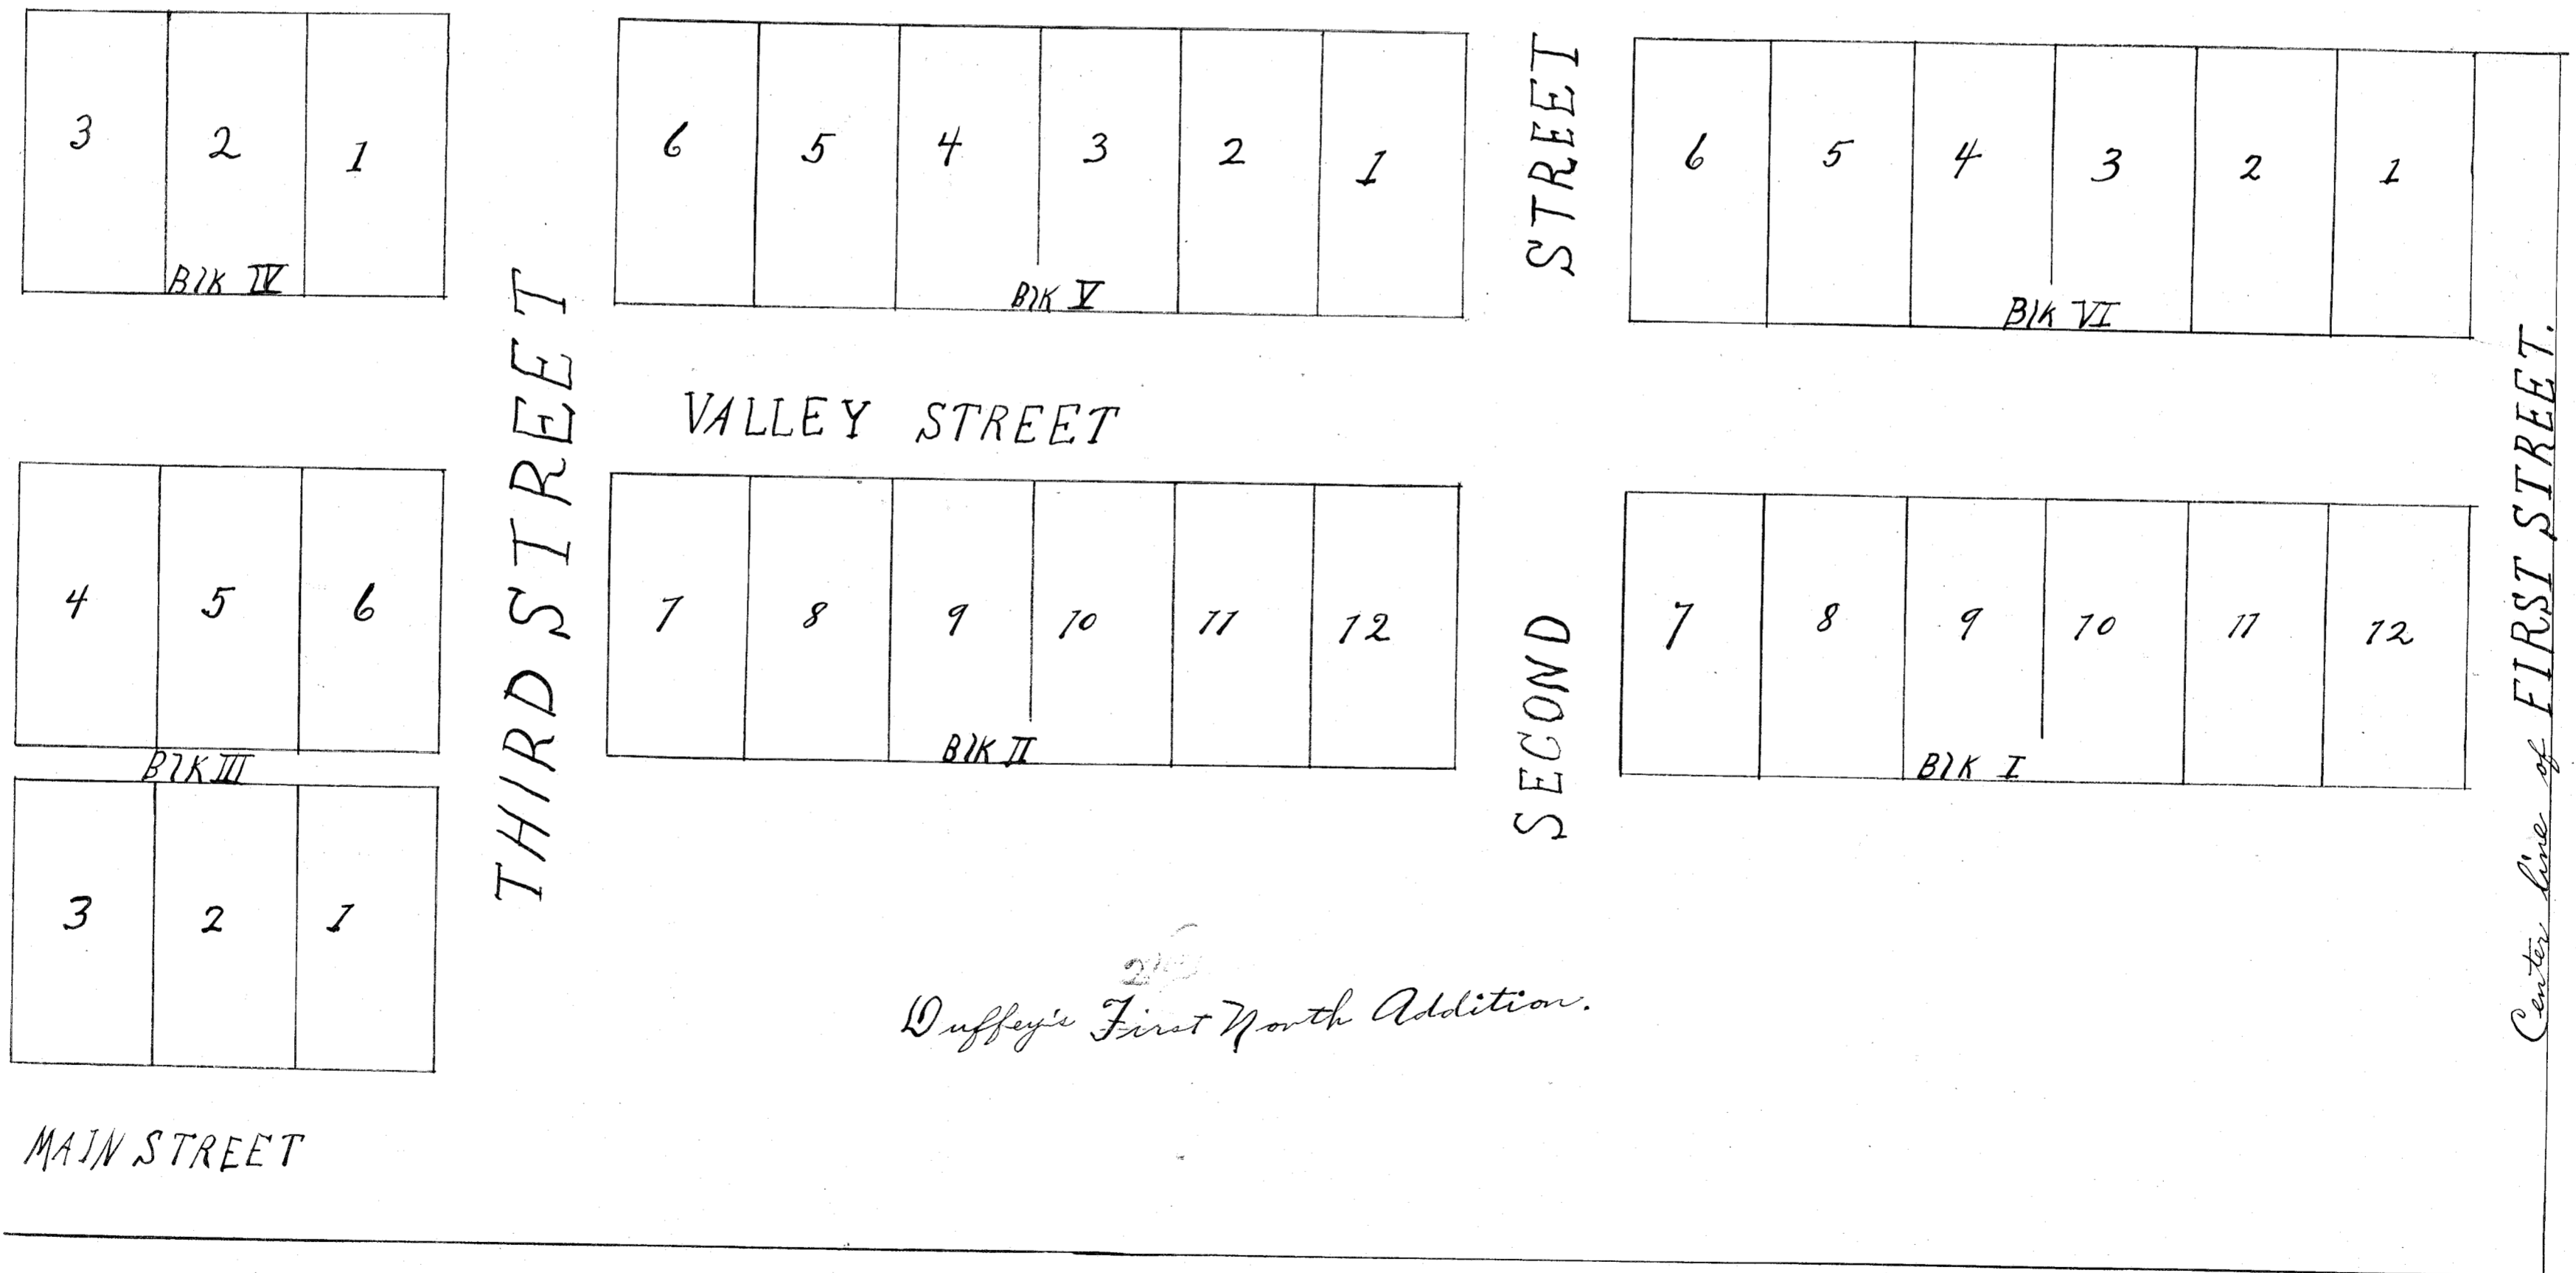 3 2 1
Blk IV
6 5 4 3 2 1
Blk V
6 5 4 3 2 1
Blk VI
THIRD STREET
VALLEY STREET
SECOND STREET
Center line of FIRST STREET.
4 5 6
Blk III
3 2 1
7 8 9 10 11 12
Blk II
7 8 9 10 11 12
Blk I
Duffey's First North Addition.
MAIN STREET